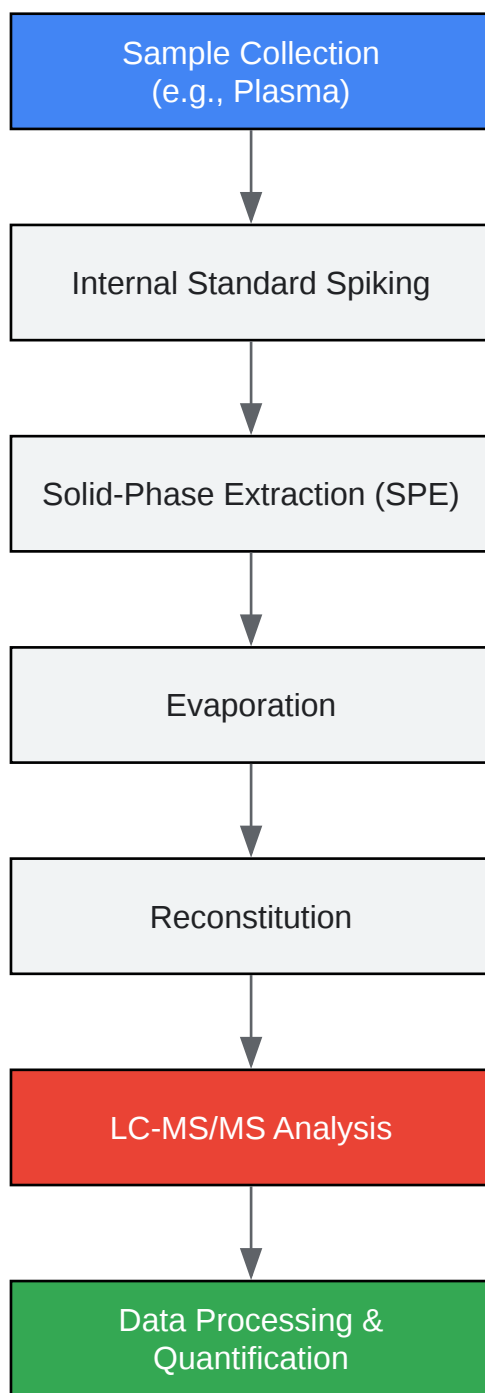 Sample Collection
(e.g., Plasma)
Internal Standard Spiking
Solid-Phase Extraction (SPE)
Evaporation
Reconstitution
LC-MS/MS Analysis
Data Processing &
Quantification